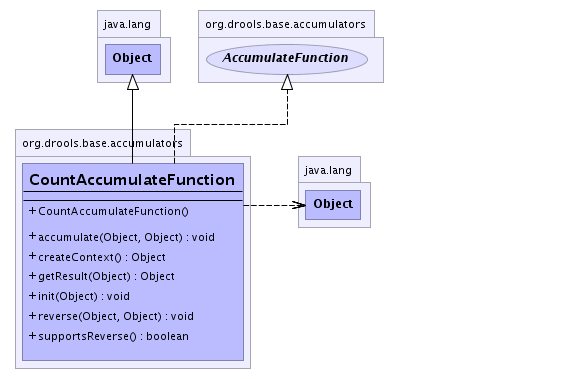 java.lang
Object
org.drools.base.accumulators
AccumulateFunction
org.drools.base.accumulators
CountAccumulateFunction
+ CountAccumulateFunction()
+ accumulate(Object, Object) : void
+ createContext() : Object
+ getResult(Object) : Object
+ init(Object) : void
+ reverse(Object, Object) : void
+ supportsReverse() : boolean
java.lang
Object